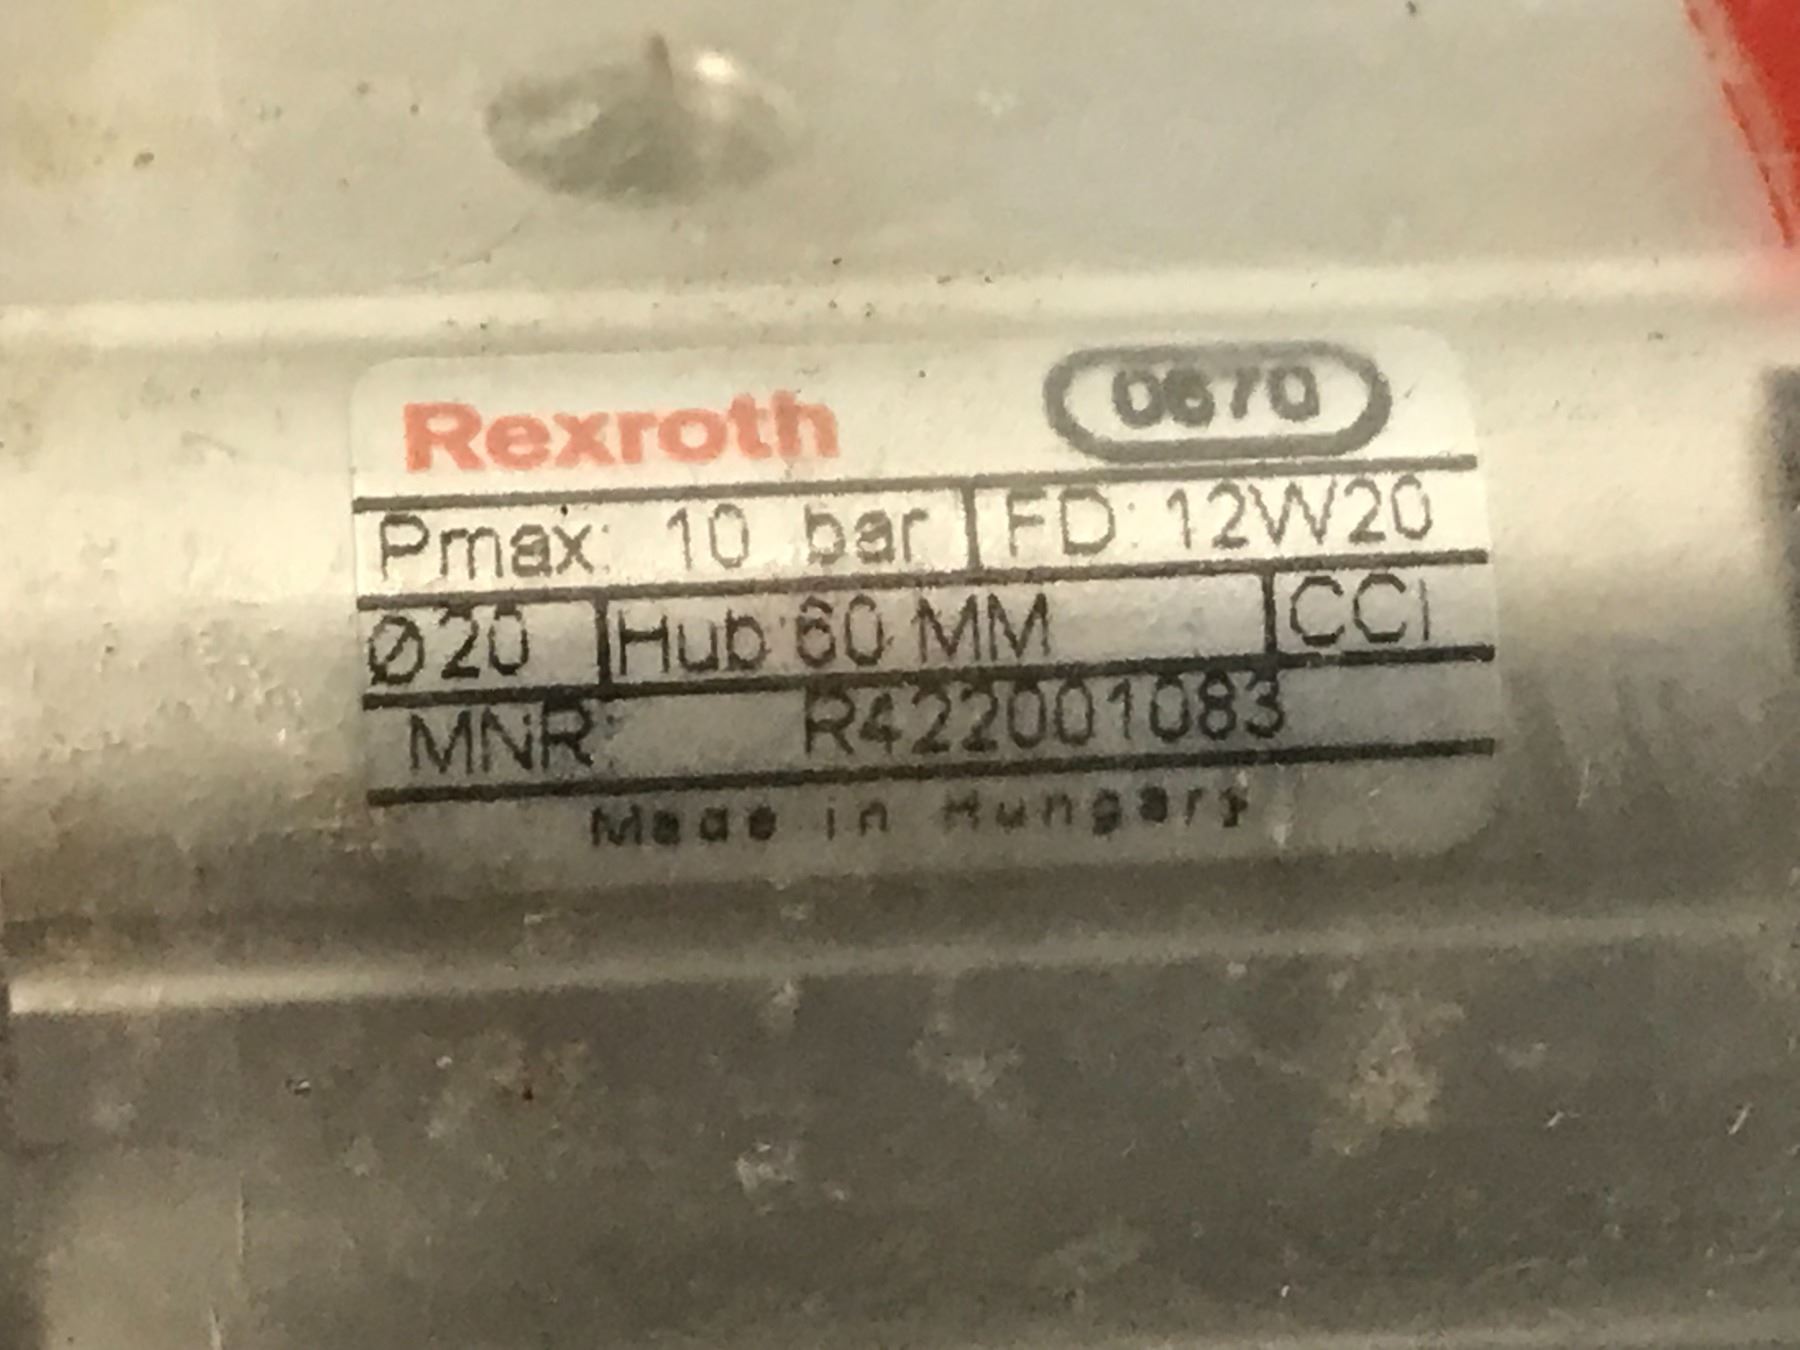 Rexroth 0670
Pmax: 10 bar FD: 12W20
Ø20 Hub:60 MM CCI
MNR: R422001083
Made in Hungary